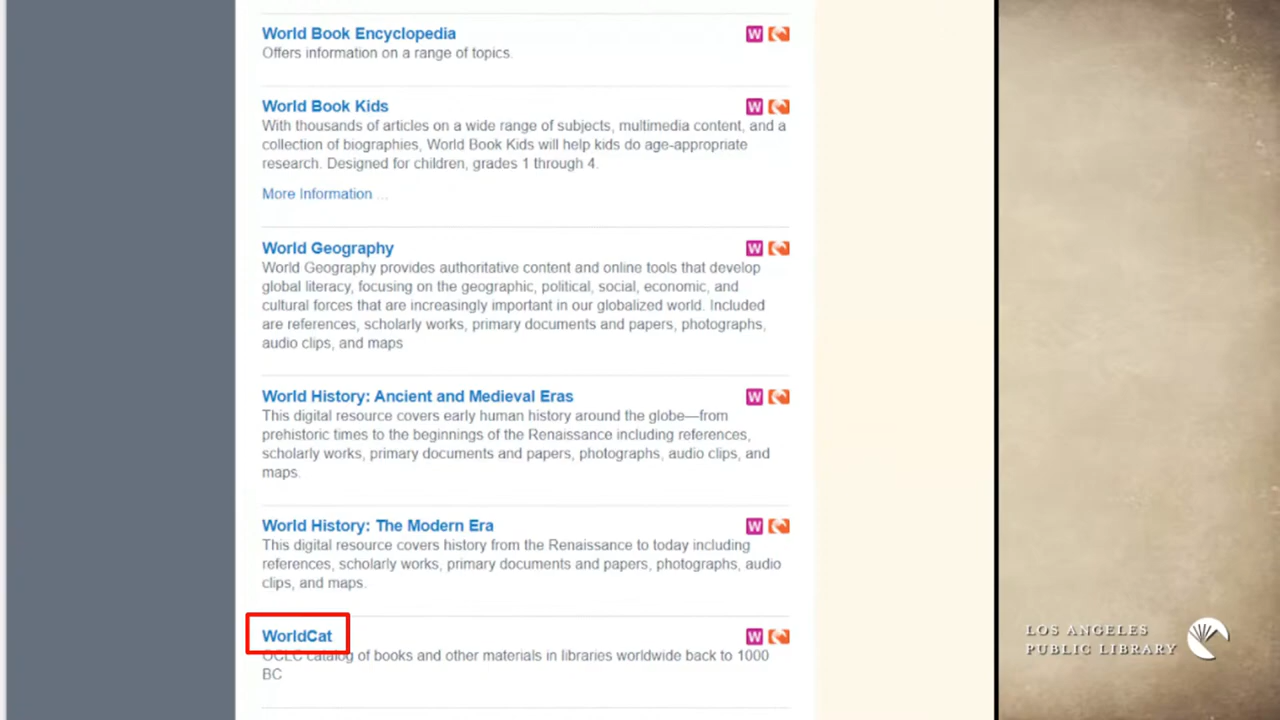 World Book Encyclopedia
W
Offers information on a range of topics.
World Book Kids
W
With thousands of articles on a wide range of subjects, multimedia content, and a
collection of biographies, World Book Kids will help kids do age-appropriate
research. Designed for children, grades 1 through 4.
More Information ...
World Geography
W
World Geography provides authoritative content and online tools that develop
global literacy, focusing on the geographic, political, social, economic, and
cultural forces that are increasingly important in our globalized world. Included
are references, scholarly works, primary documents and papers, photographs,
audio clips, and maps
World History: Ancient and Medieval Eras
W
This digital resource covers early human history around the globe—from
prehistoric times to the beginnings of the Renaissance including references,
scholarly works, primary documents and papers, photographs, audio clips, and
maps.
World History: The Modern Era
W
This digital resource covers history from the Renaissance to today including
references, scholarly works, primary documents and papers, photographs, audio
clips, and maps.
WorldCat
W
OCLC catalog of books and other materials in libraries worldwide back to 1000
BC
LOS ANGELES
PUBLIC LIBRARY